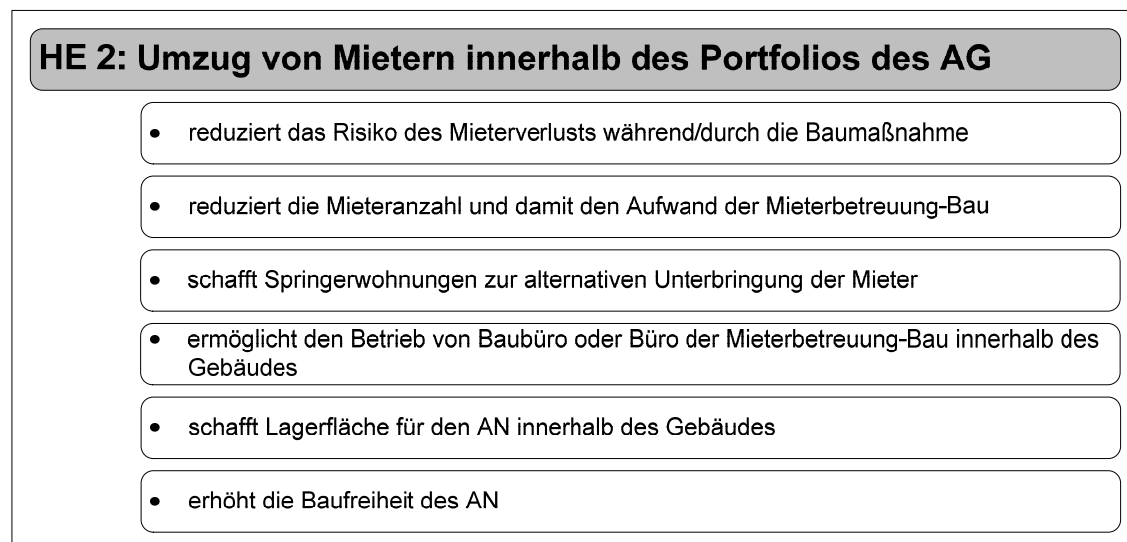 HE 2: Umzug von Mietern innerhalb des Portfolios des AG
• reduziert das Risiko des Mieterverlusts während/durch die Baumaßnahme
• reduziert die Mieteranzahl und damit den Aufwand der Mieterbetreuung-Bau
• schafft Springerwohnungen zur alternativen Unterbringung der Mieter
• ermöglicht den Betrieb von Baubüro oder Büro der Mieterbetreuung-Bau innerhalb des
Gebäudes
• schafft Lagerfläche für den AN innerhalb des Gebäudes
• erhöht die Baufreiheit des AN